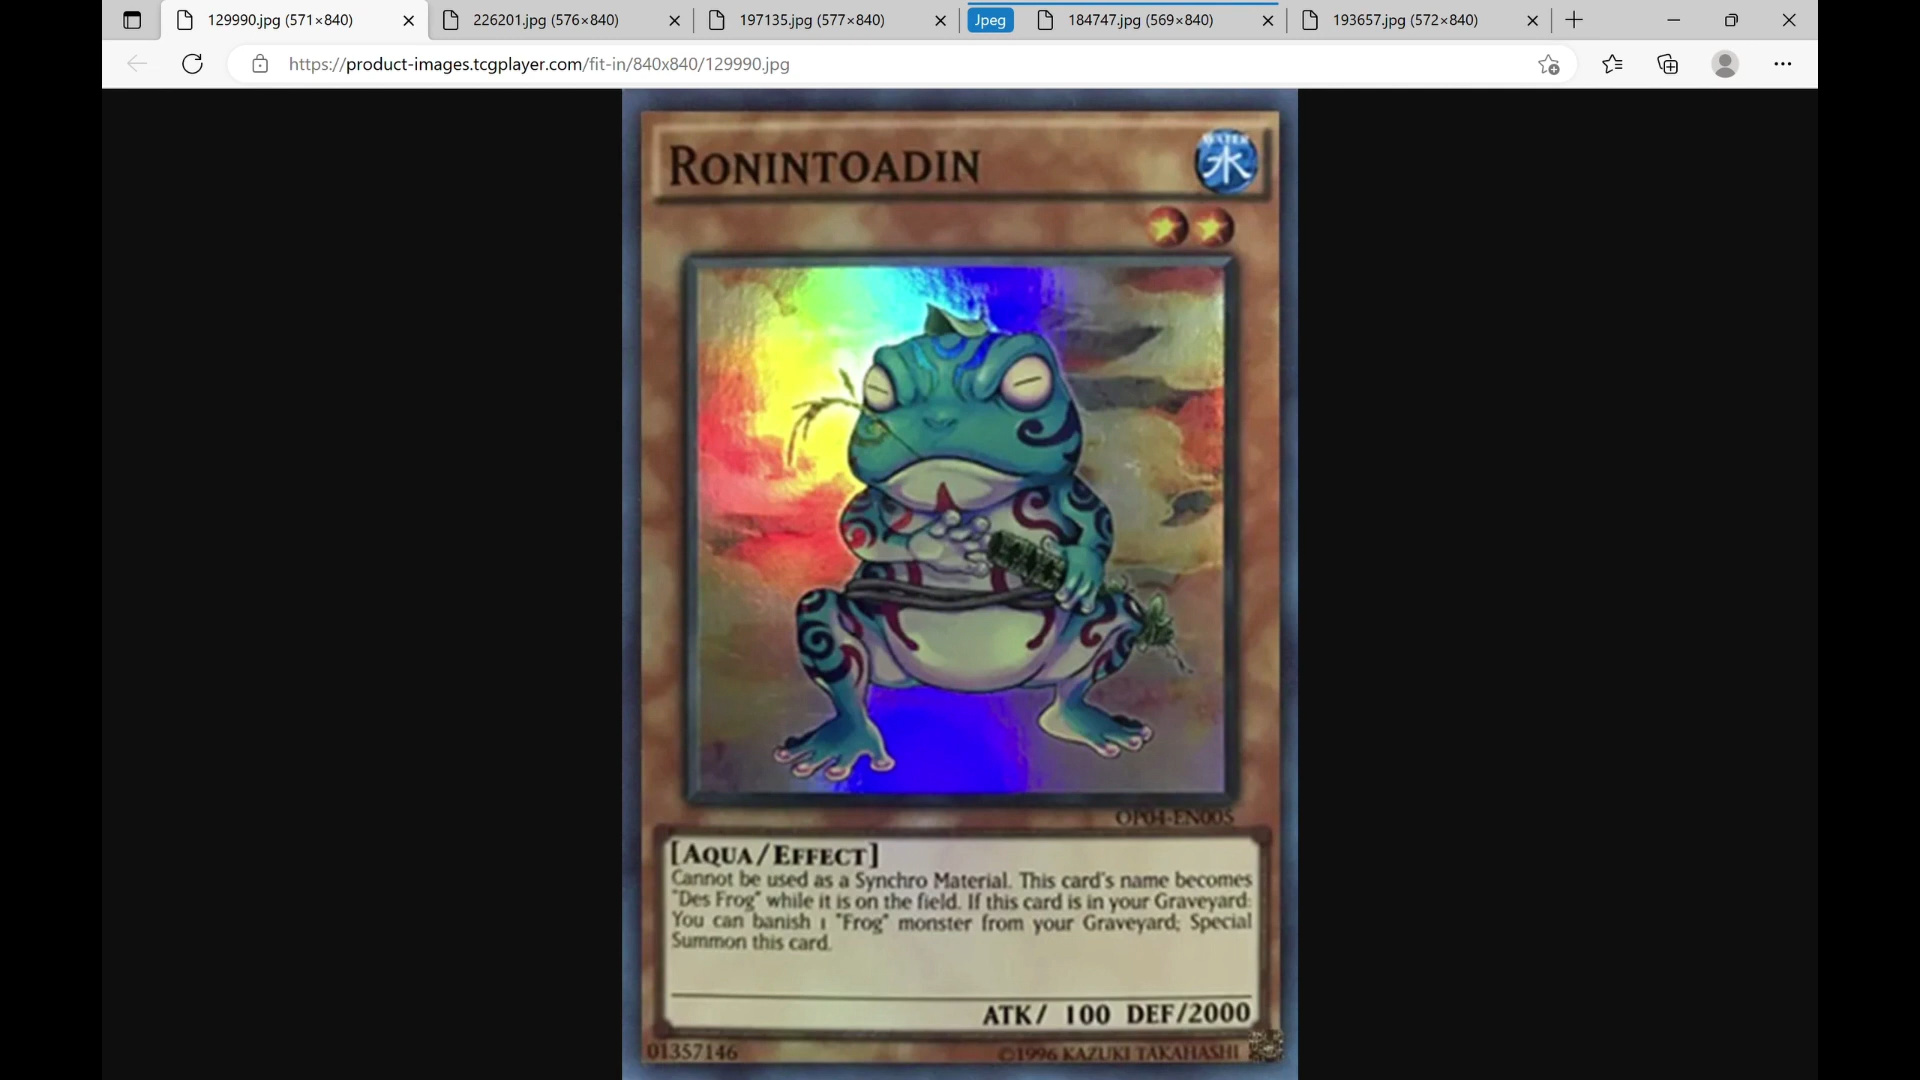 129990.jpg (571×840)
226201.jpg (576×840)
197135.jpg (577×840)
Jpeg
184747.jpg (569×840)
193657.jpg (572×840)
https://product-images.tcgplayer.com/fit-in/840x840/129990.jpg
RONINTOADIN
WATER
水
OP04-EN005
[AQUA/EFFECT]
Cannot be used as a Synchro Material. This card's name becomes
"Des Frog" while it is on the field. If this card is in your Graveyard:
You can banish 1 "Frog" monster from your Graveyard; Special
Summon this card.
ATK/ 100 DEF/2000
01357146
©1996 KAZUKI TAKAHASHI